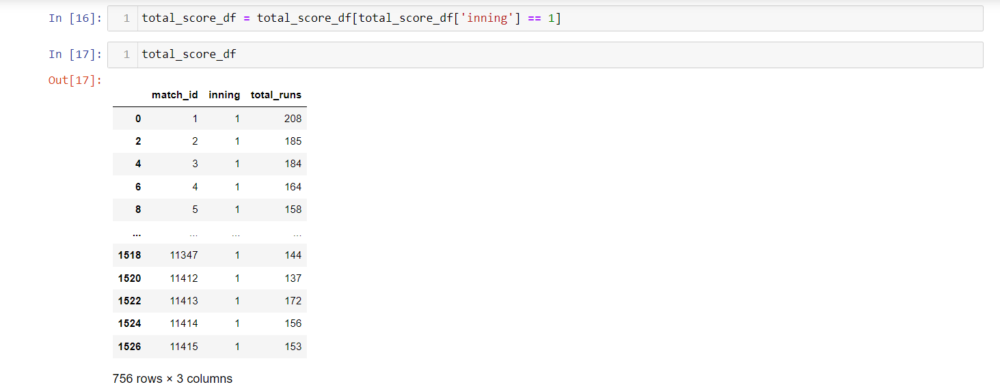 In [16]: 1 total_score_df = total_score_df[total_score_df['inning'] == 1]
In [17]: 1 total_score_df
Out[17]:
match_id inning total_runs
0 1 1 208
2 2 1 185
4 3 1 184
6 4 1 164
8 5 1 158
... ... ... ...
1518 11347 1 144
1520 11412 1 137
1522 11413 1 172
1524 11414 1 156
1526 11415 1 153
756 rows × 3 columns